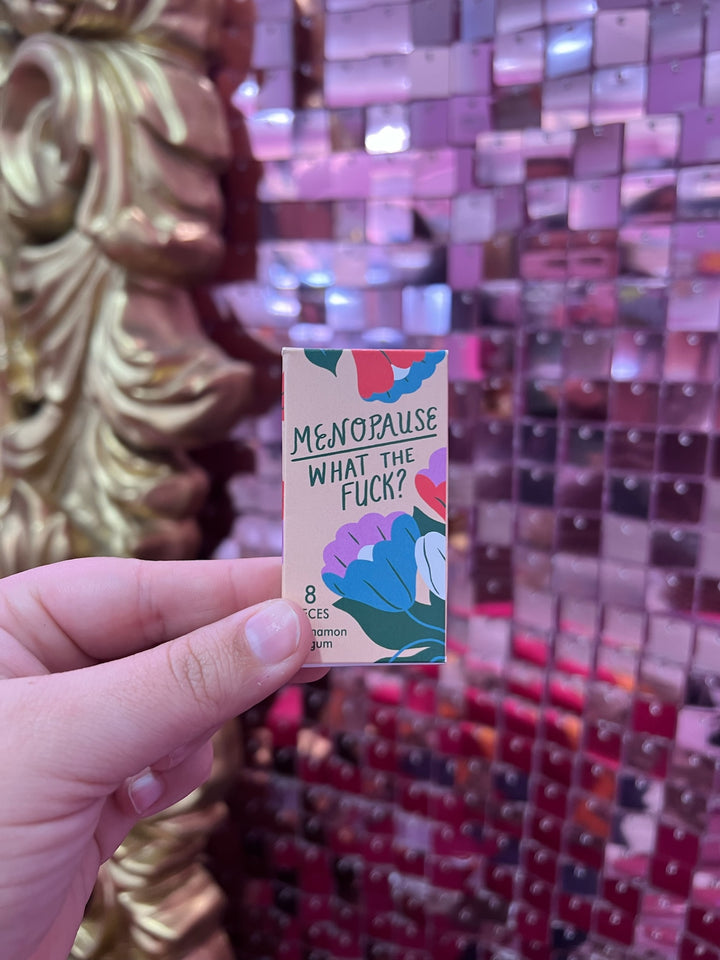 MENOPAUSE
WHAT THE
FUCK?
8